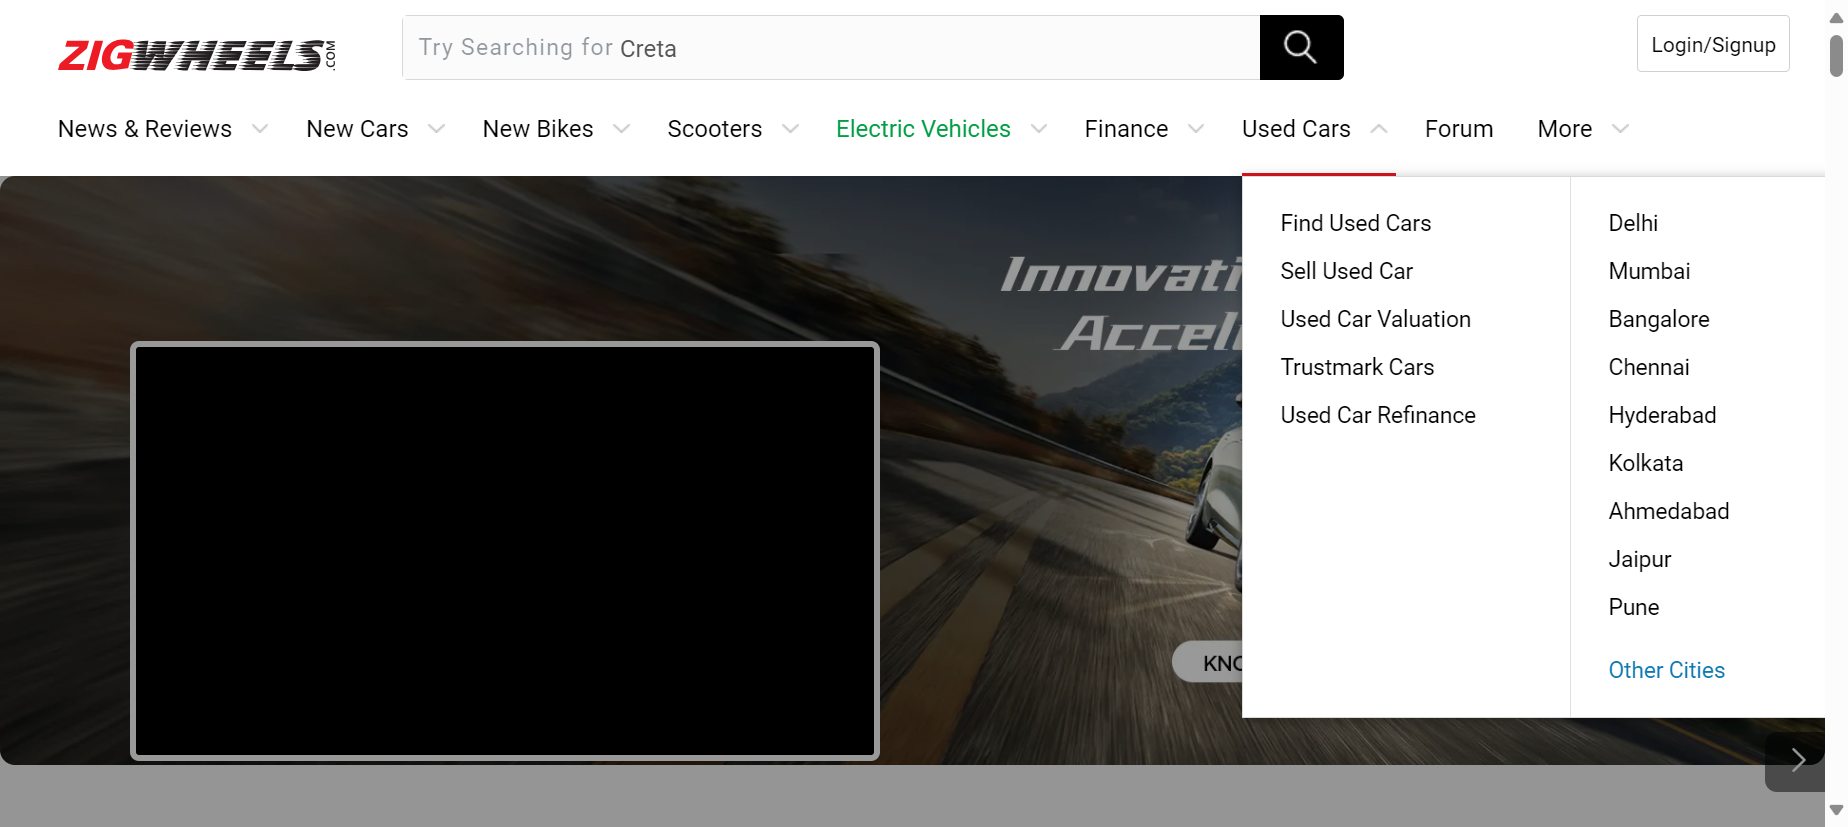 ZIGWHEELS.COM
Try Searching for Creta
Login/Signup
News & Reviews
New Cars
New Bikes
Scooters
Electric Vehicles
Finance
Used Cars
Forum
More
Find Used Cars
Sell Used Car
Used Car Valuation
Trustmark Cars
Used Car Refinance
Delhi
Mumbai
Bangalore
Chennai
Hyderabad
Kolkata
Ahmedabad
Jaipur
Pune
Other Cities
Innovati
Accel
KNO